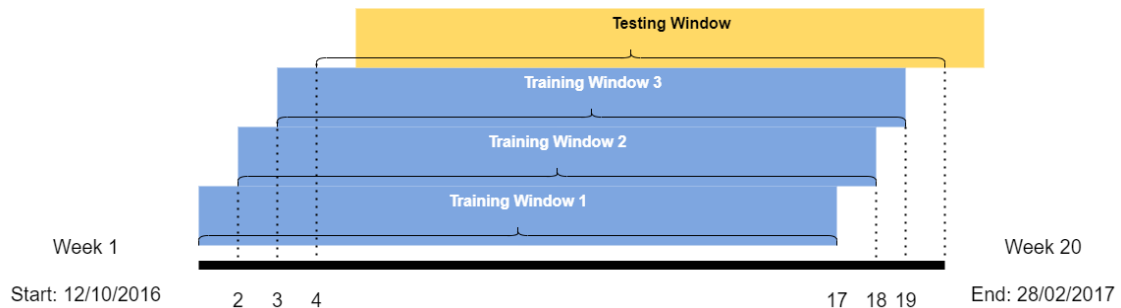 Testing Window
Training Window 3
Training Window 2
Training Window 1
Week 1
Week 20
Start: 12/10/2016
2 3 4 17 18 19
End: 28/02/2017